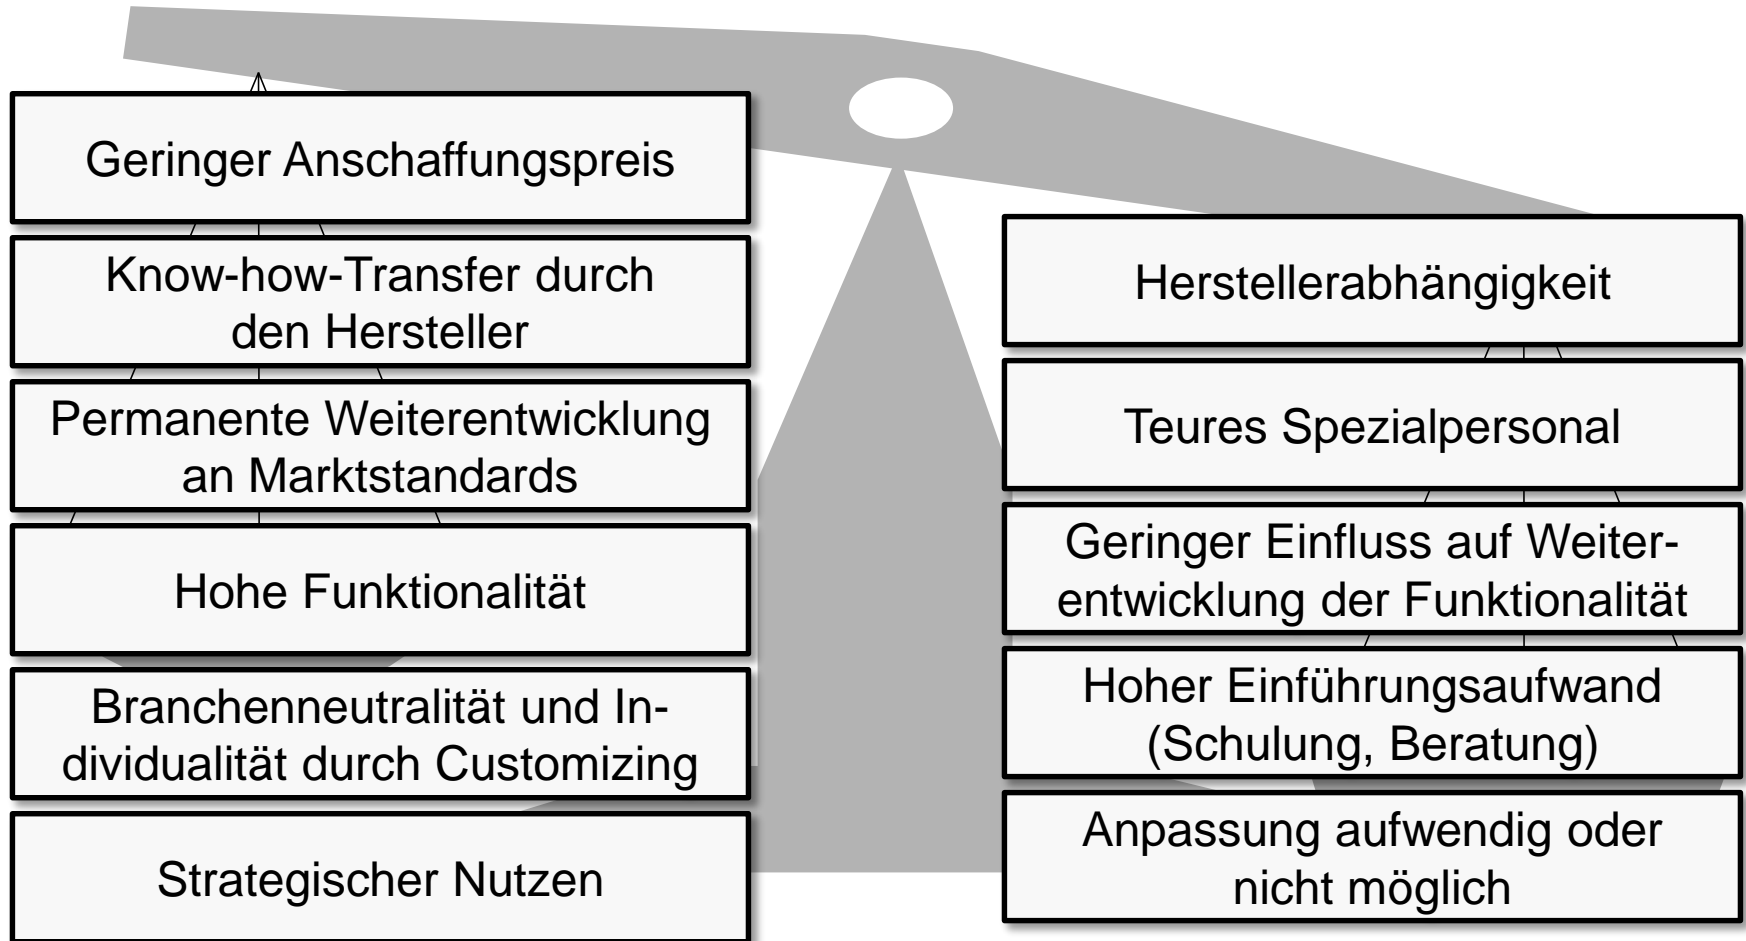 Geringer Anschaffungspreis
Know-how-Transfer durch
den Hersteller
Permanente Weiterentwicklung
an Marktstandards
Hohe Funktionalität
Branchenneutralität und In-
dividualität durch Customizing
Strategischer Nutzen
Herstellerabhängigkeit
Teures Spezialpersonal
Geringer Einfluss auf Weiter-
entwicklung der Funktionalität
Hoher Einführungsaufwand
(Schulung, Beratung)
Anpassung aufwendig oder
nicht möglich